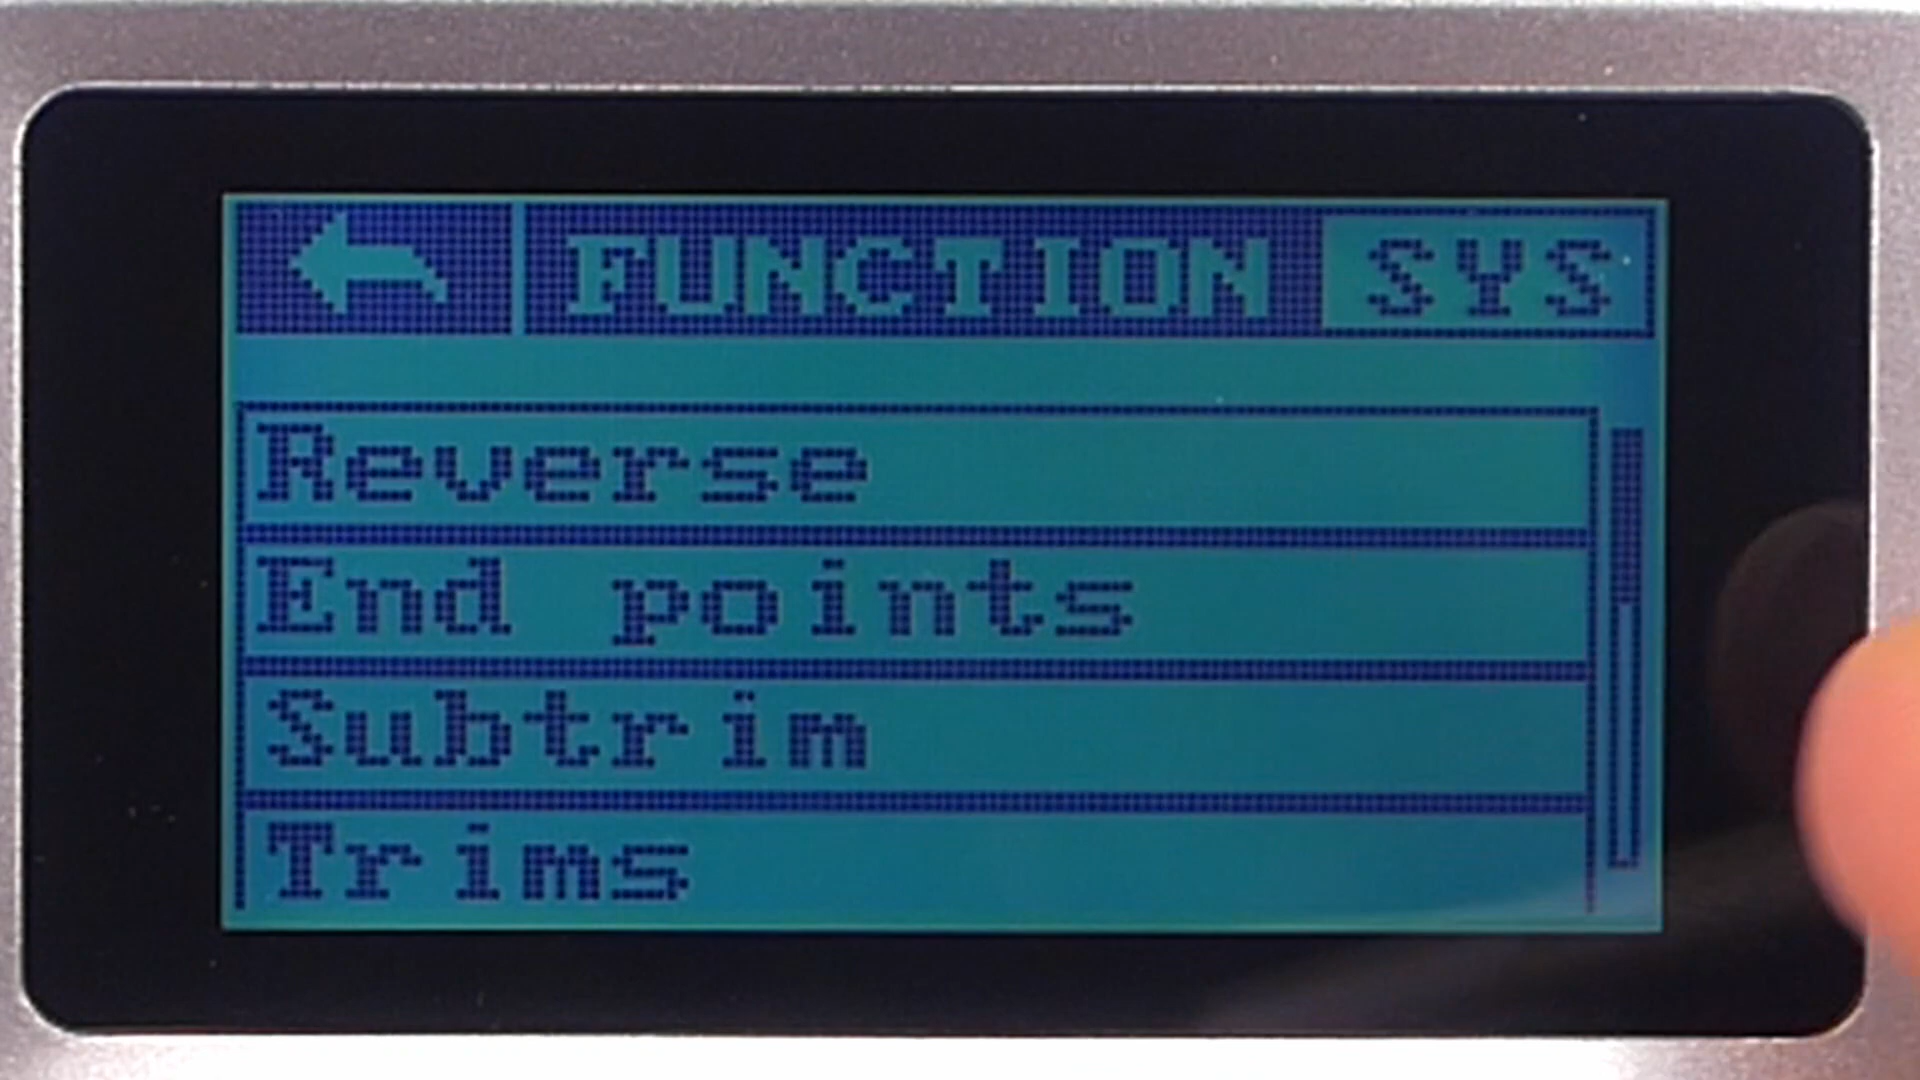 FUNCTION SYS
Reverse
End points
Subtrim
Trims